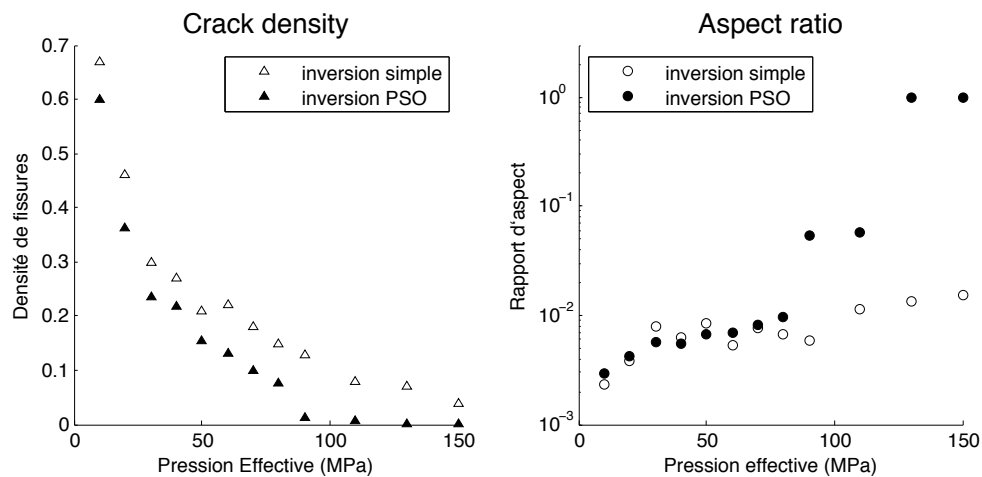 Crack density
inversion simple
inversion PSO
0.7
0.6
0.5
0.4
0.3
0.2
0.1
0
0
50
100
150
Densité de fissures
Pression Effective (MPa)
Aspect ratio
inversion simple
inversion PSO
10^0
10^-1
10^-2
10^-3
0
50
100
150
Rapport d'aspect
Pression effective (MPa)